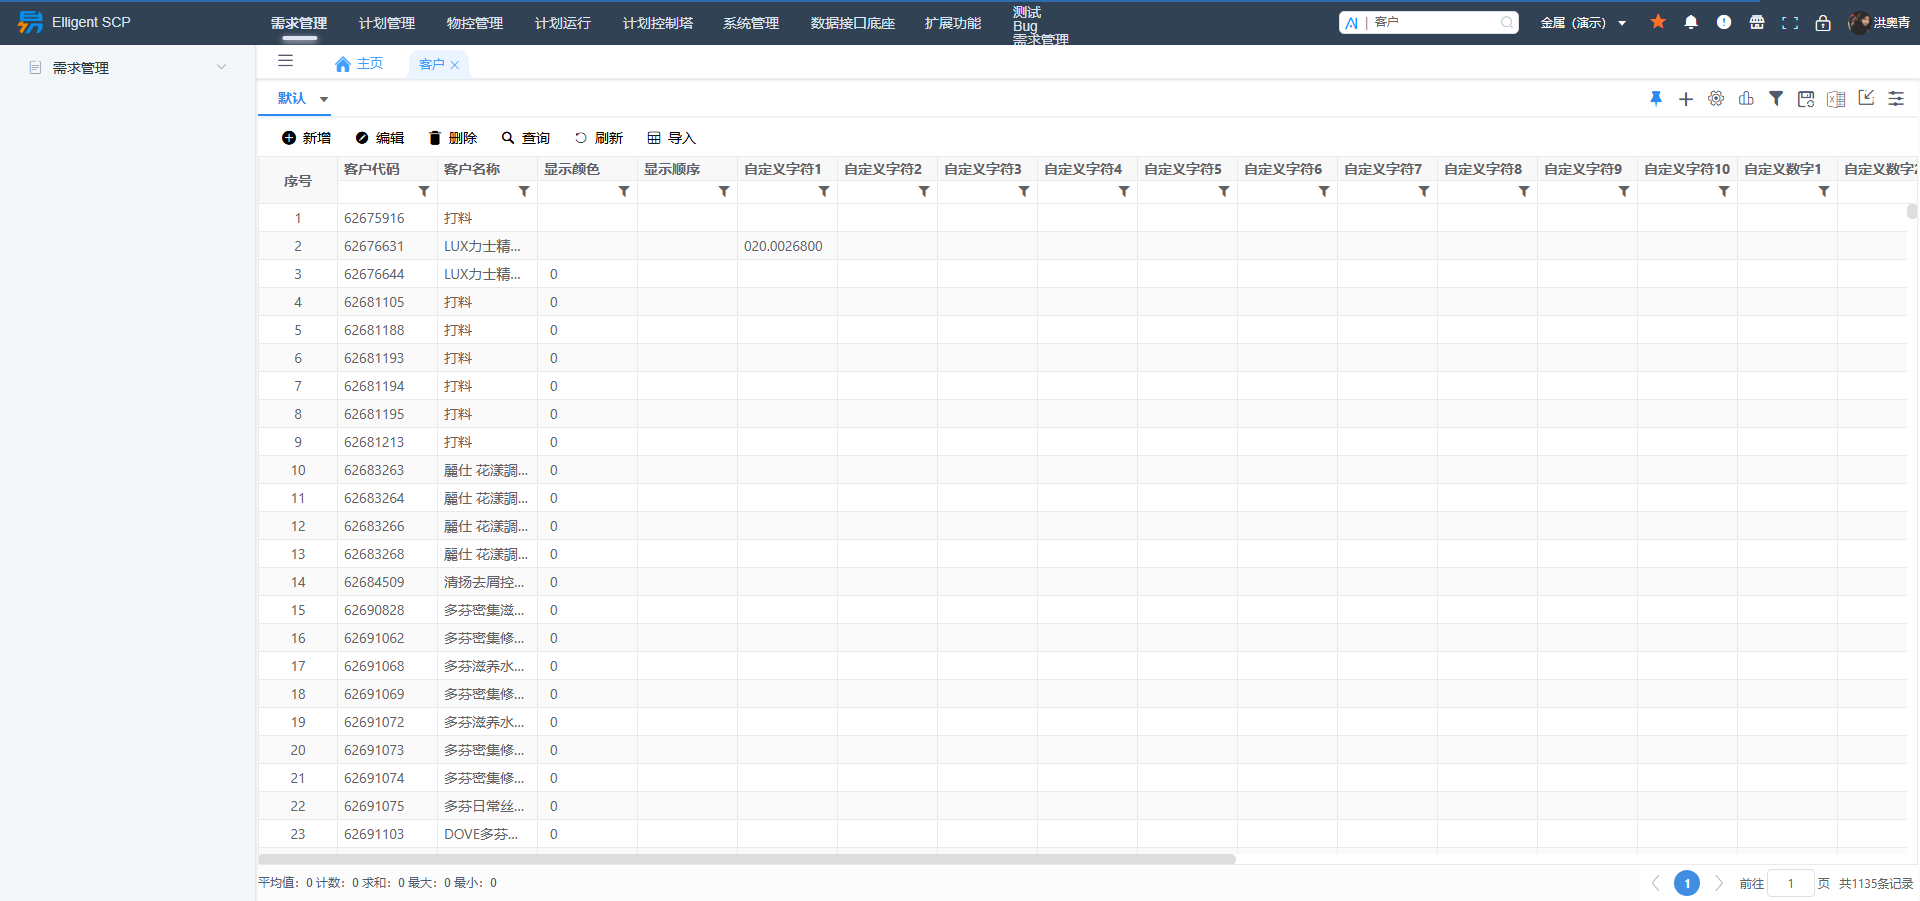 Elligent SCP
需求管理 计划管理 物控管理 计划运行 计划控制塔 系统管理 数据接口底座 扩展功能
测试
Bug
需求管理
AI | 客户
金属（演示）
洪奥青
需求管理
主页 客户
默认
新增 编辑 删除 查询 刷新 导入
序号 客户代码 客户名称 显示颜色 显示顺序 自定义字符1 自定义字符2 自定义字符3 自定义字符4 自定义字符5 自定义字符6 自定义字符7 自定义字符8 自定义字符9 自定义字符10 自定义数字1 自定义数字2
1 62675916 打料
2 62676631 LUX力士精... 020.0026800
3 62676644 LUX力士精... 0
4 62681105 打料 0
5 62681188 打料 0
6 62681193 打料 0
7 62681194 打料 0
8 62681195 打料 0
9 62681213 打料 0
10 62683263 麗仕 花漾調... 0
11 62683264 麗仕 花漾調... 0
12 62683266 麗仕 花漾調... 0
13 62683268 麗仕 花漾調... 0
14 62684509 清扬去屑控... 0
15 62690828 多芬密集滋... 0
16 62691062 多芬密集修... 0
17 62691068 多芬滋养水... 0
18 62691069 多芬密集修... 0
19 62691072 多芬滋养水... 0
20 62691073 多芬密集修... 0
21 62691074 多芬密集修... 0
22 62691075 多芬日常丝... 0
23 62691103 DOVE多芬... 0
平均值：0 计数：0 求和：0 最大：0 最小：0
1 前往 1 页 共1135条记录